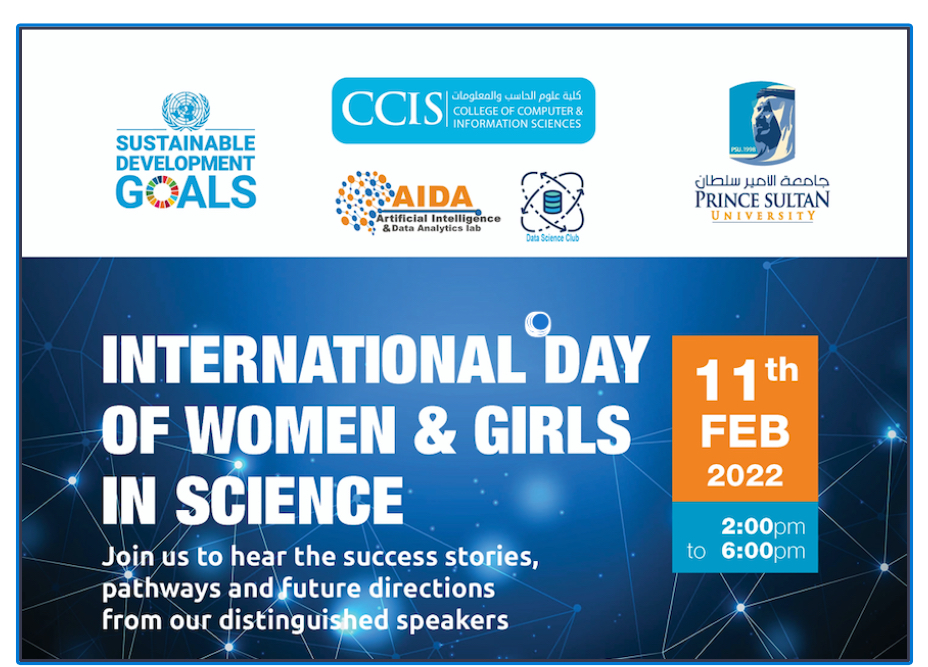 SUSTAINABLE
DEVELOPMENT
GOALS
CCIS
كلية علوم الحاسب والمعلومات
COLLEGE OF COMPUTER &
INFORMATION SCIENCES
AIDA
Artificial Intelligence
& Data Analytics lab
Data Science Club
PSU. 1998
جامعة الامير سلطان
PRINCE SULTAN
UNIVERSITY
INTERNATIONAL DAY
OF WOMEN & GIRLS
IN SCIENCE
Join us to hear the success stories,
pathways and future directions
from our distinguished speakers
11th
FEB
2022
2:00pm
to 6:00pm